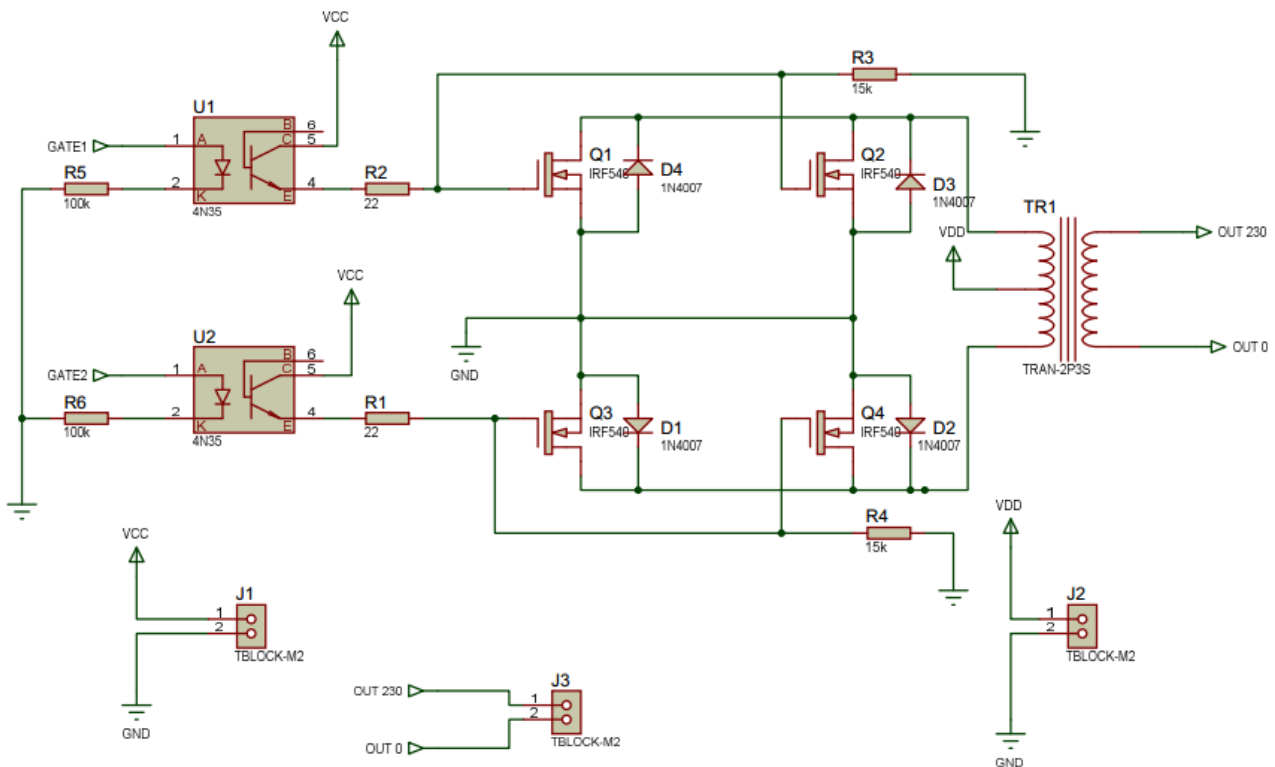 VCC
R3
15k
U1
B 6
C 5
GATE1
1 A
Q1
IRF540
D4
1N4007
Q2
IRF540
D3
1N4007
R5
100k
2 K
E 4
4N35
R2
22
TR1
VDD
OUT 230
VCC
U2
B 6
C 5
GND
OUT 0
TRAN-2P3S
GATE2
1 A
R6
100k
2 K
E 4
4N35
R1
22
Q3
IRF540
D1
1N4007
Q4
IRF540
D2
1N4007
R4
15k
VCC
VDD
J1
1
2
TBLOCK-M2
J2
1
2
TBLOCK-M2
GND
J3
OUT 230
1
2
OUT 0
TBLOCK-M2
GND